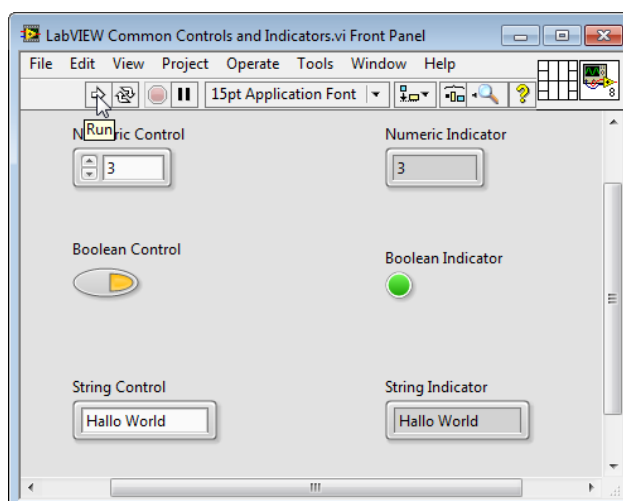 LabVIEW Common Controls and Indicators.vi Front Panel
File Edit View Project Operate Tools Window Help
15pt Application Font
8
Run
Numeric Control
Numeric Indicator
3
3
Boolean Control
Boolean Indicator
String Control
String Indicator
Hallo World
Hallo World